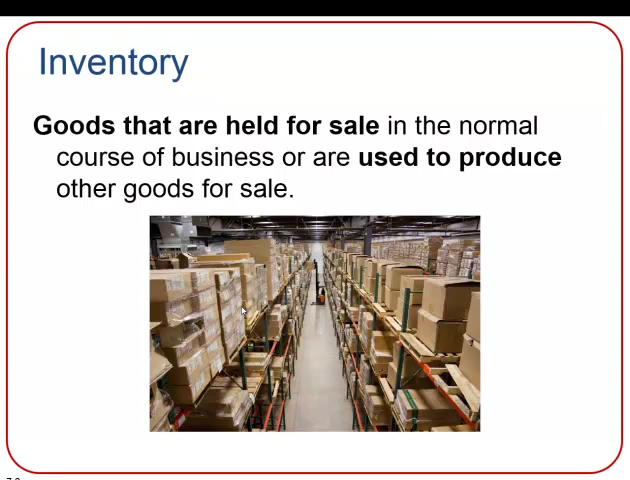 Inventory
Goods that are held for sale in the normal
course of business or are used to produce
other goods for sale.